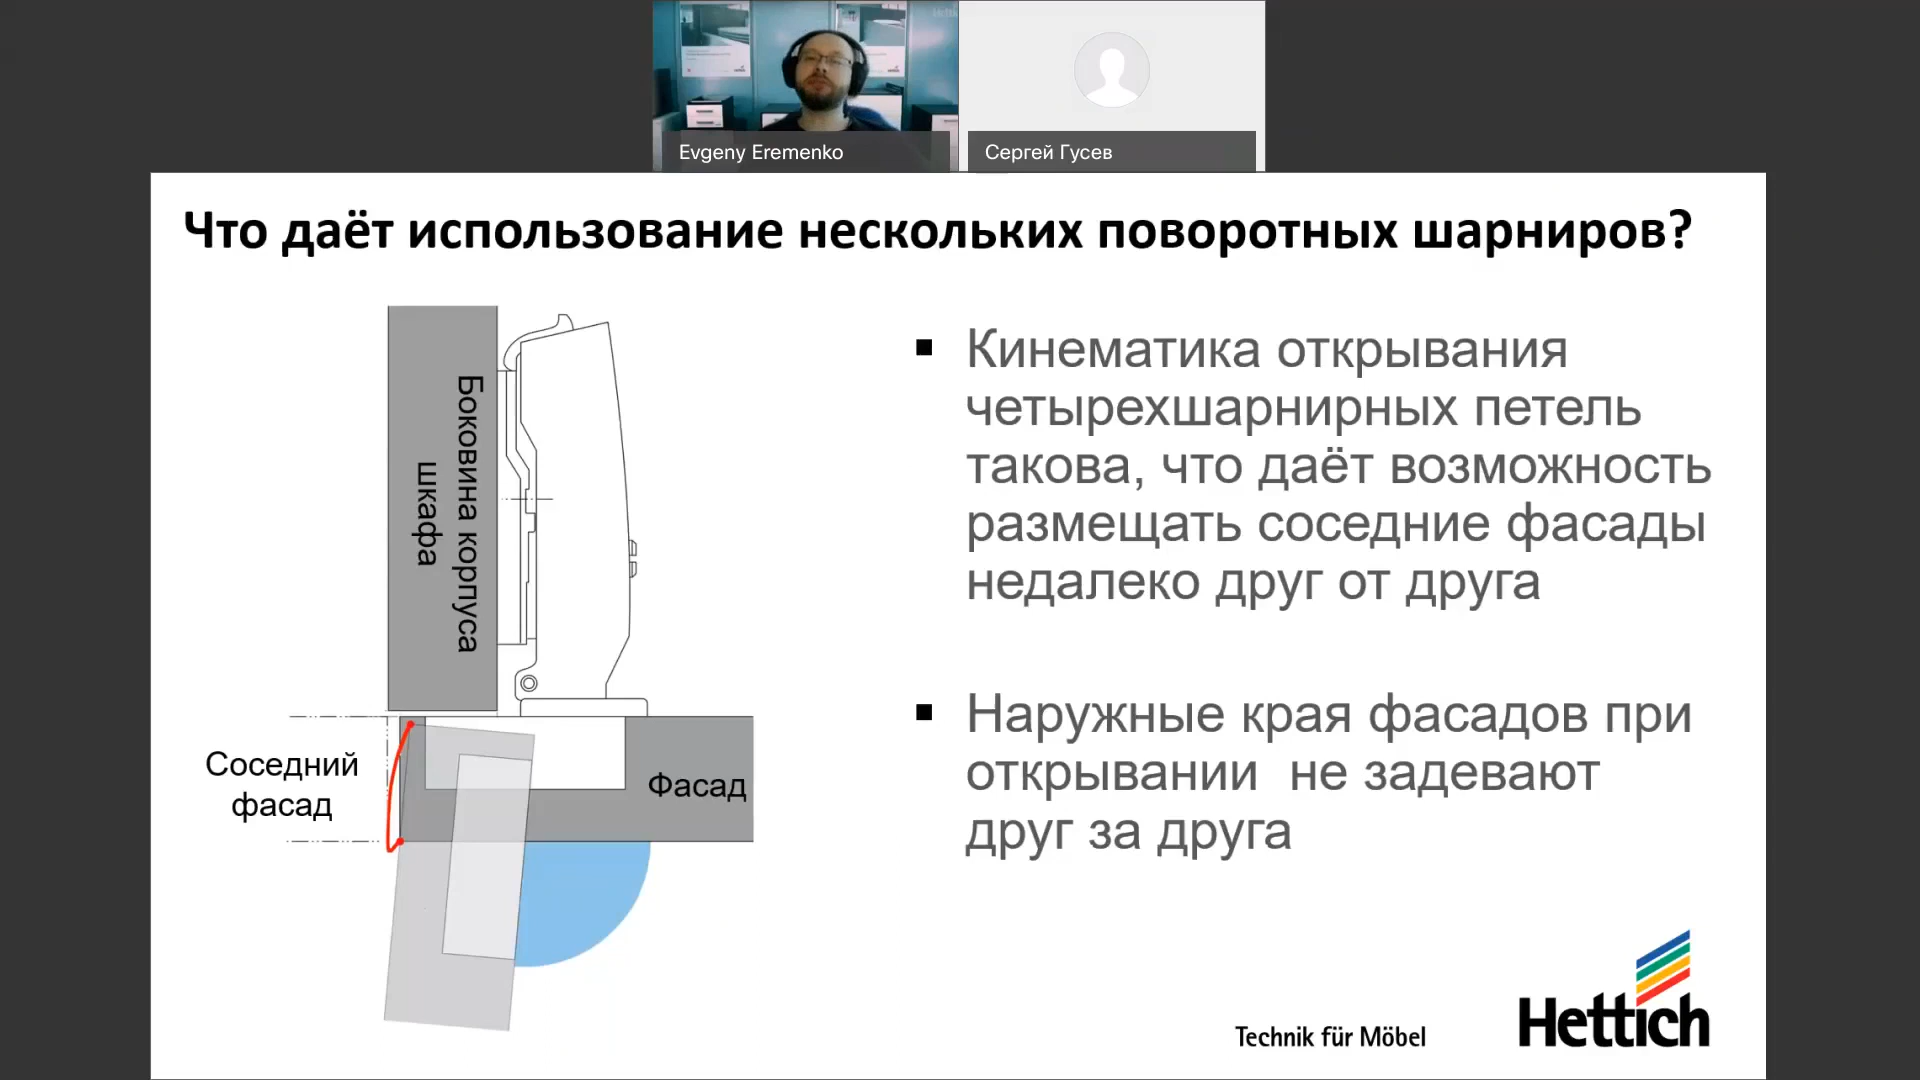 Evgeny Eremenko
Сергей Гусев
Что даёт использование нескольких поворотных шарниров?
Боковина корпуса
шкафа
Соседний
фасад
Фасад
Кинематика открывания
четырехшарнирных петель
такова, что даёт возможность
размещать соседние фасады
недалеко друг от друга
Наружные края фасадов при
открывании не задевают
друг за друга
Technik für Möbel
Hettich